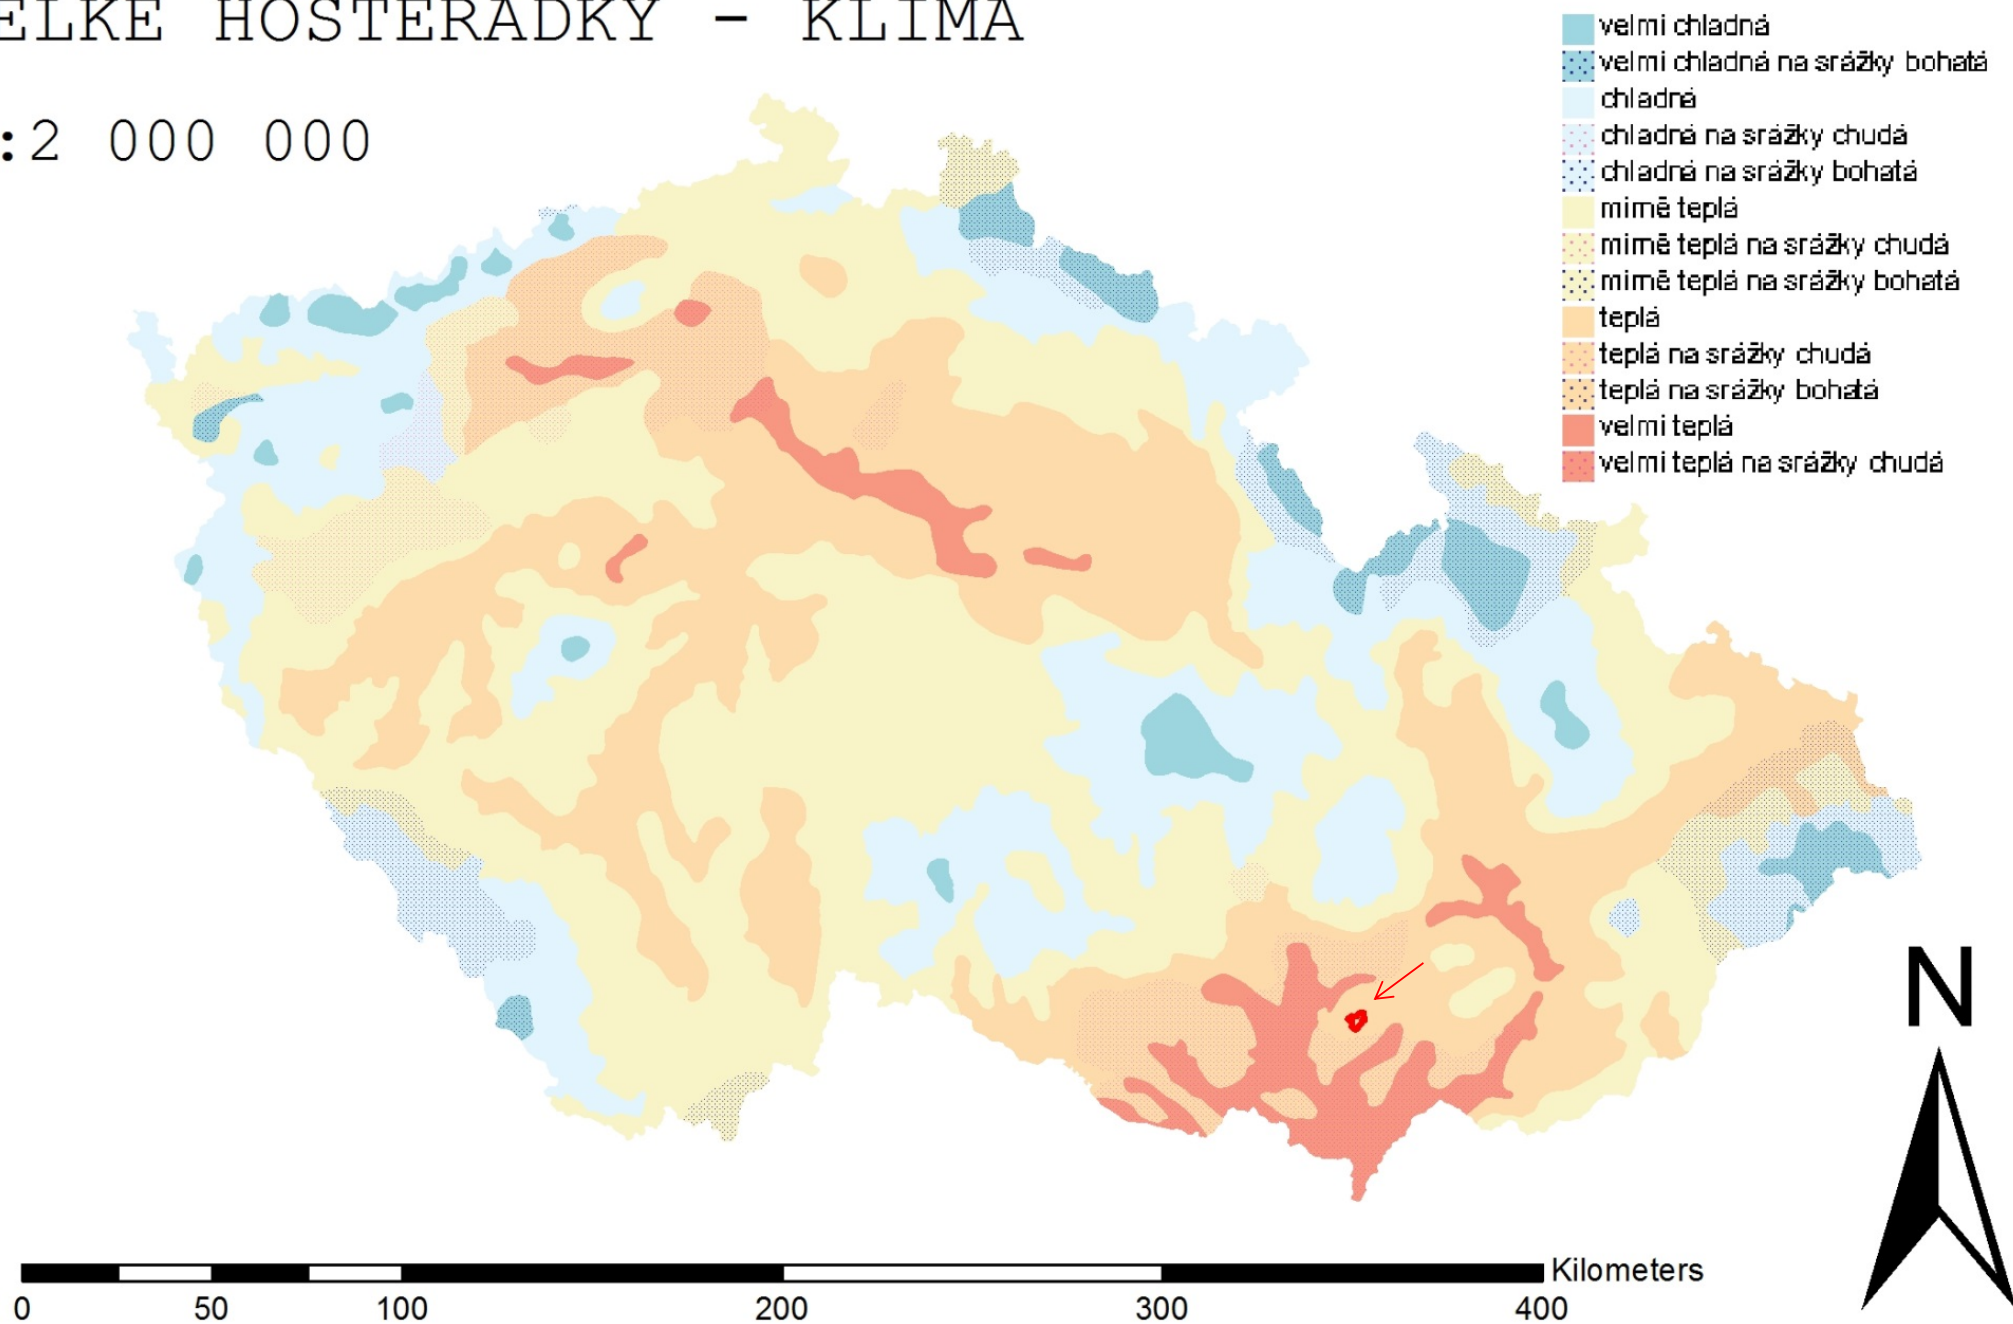 ELKÉ HOSTĚRÁDKY - KLIMA
:2 000 000
velmi chladná
velmi chladná na srážky bohatá
chladná
chladná na srážky chudá
chladná na srážky bohatá
mírně teplá
mírně teplá na srážky chudá
mírně teplá na srážky bohatá
teplá
teplá na srážky chudá
teplá na srážky bohatá
velmi teplá
velmi teplá na srážky chudá
N
Kilometers
0 50 100 200 300 400